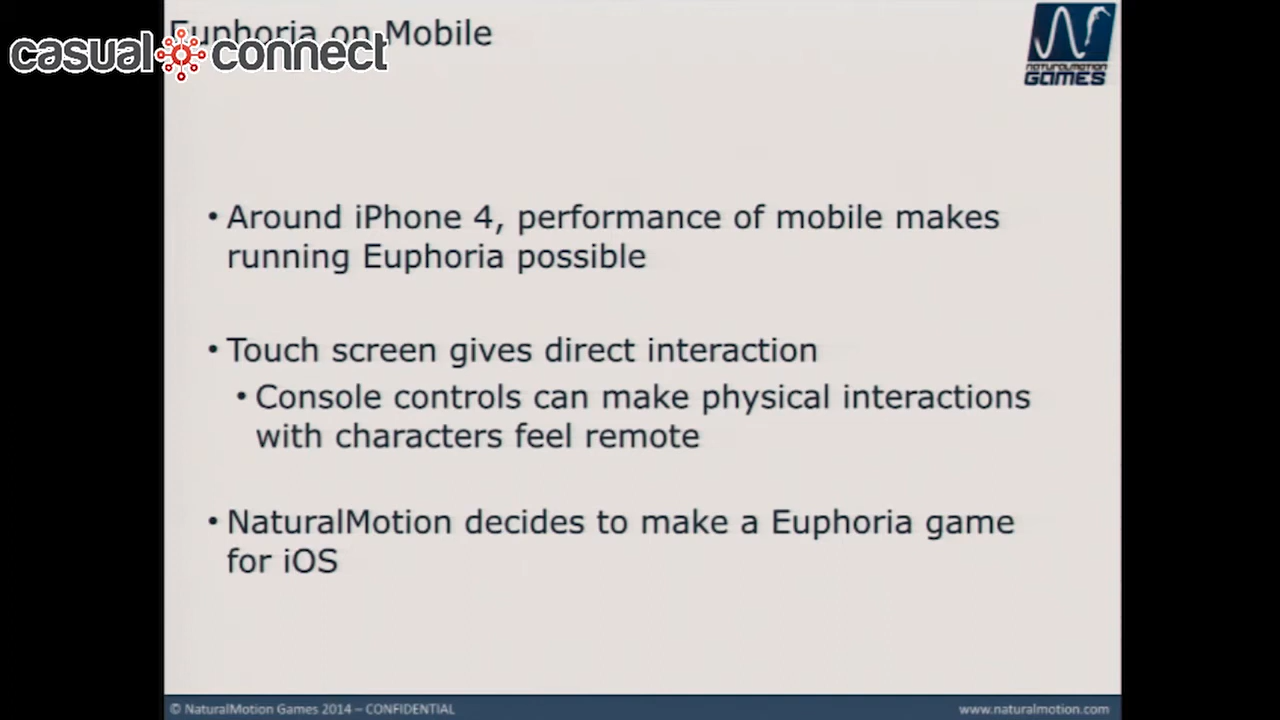 Euphoria on Mobile
casual connect
NATURALMOTION
GAMES
• Around iPhone 4, performance of mobile makes
running Euphoria possible
• Touch screen gives direct interaction
• Console controls can make physical interactions
with characters feel remote
• NaturalMotion decides to make a Euphoria game
for iOS
© NaturalMotion Games 2014 – CONFIDENTIAL
www.naturalmotion.com